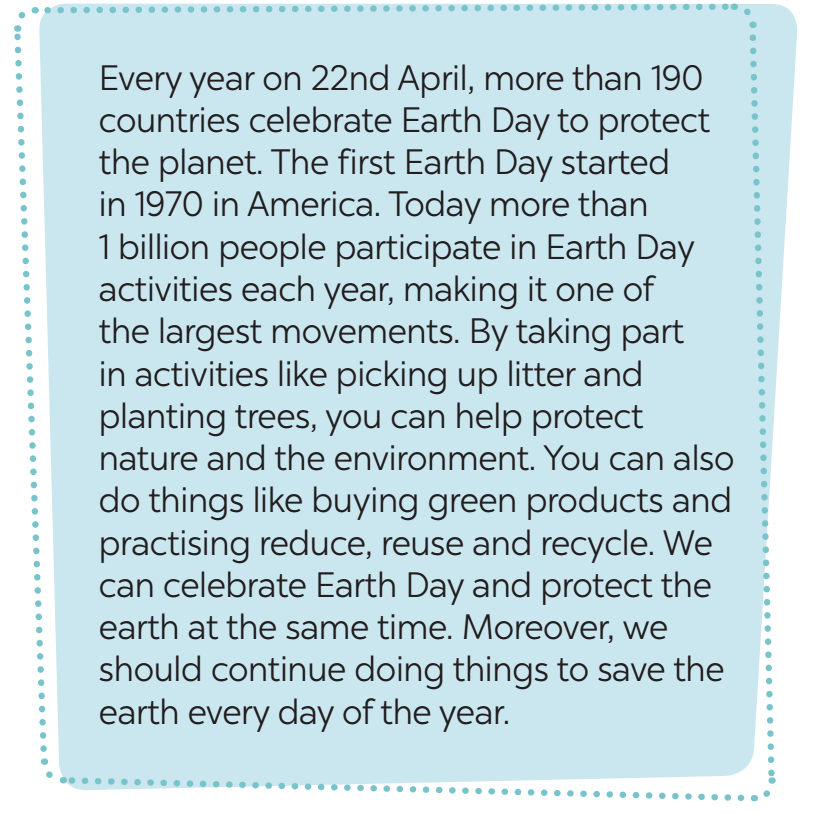 Every year on 22nd April, more than 190
countries celebrate Earth Day to protect
the planet. The first Earth Day started
in 1970 in America. Today more than
1 billion people participate in Earth Day
activities each year, making it one of
the largest movements. By taking part
in activities like picking up litter and
planting trees, you can help protect
nature and the environment. You can also
do things like buying green products and
practising reduce, reuse and recycle. We
can celebrate Earth Day and protect the
earth at the same time. Moreover, we
should continue doing things to save the
earth every day of the year.